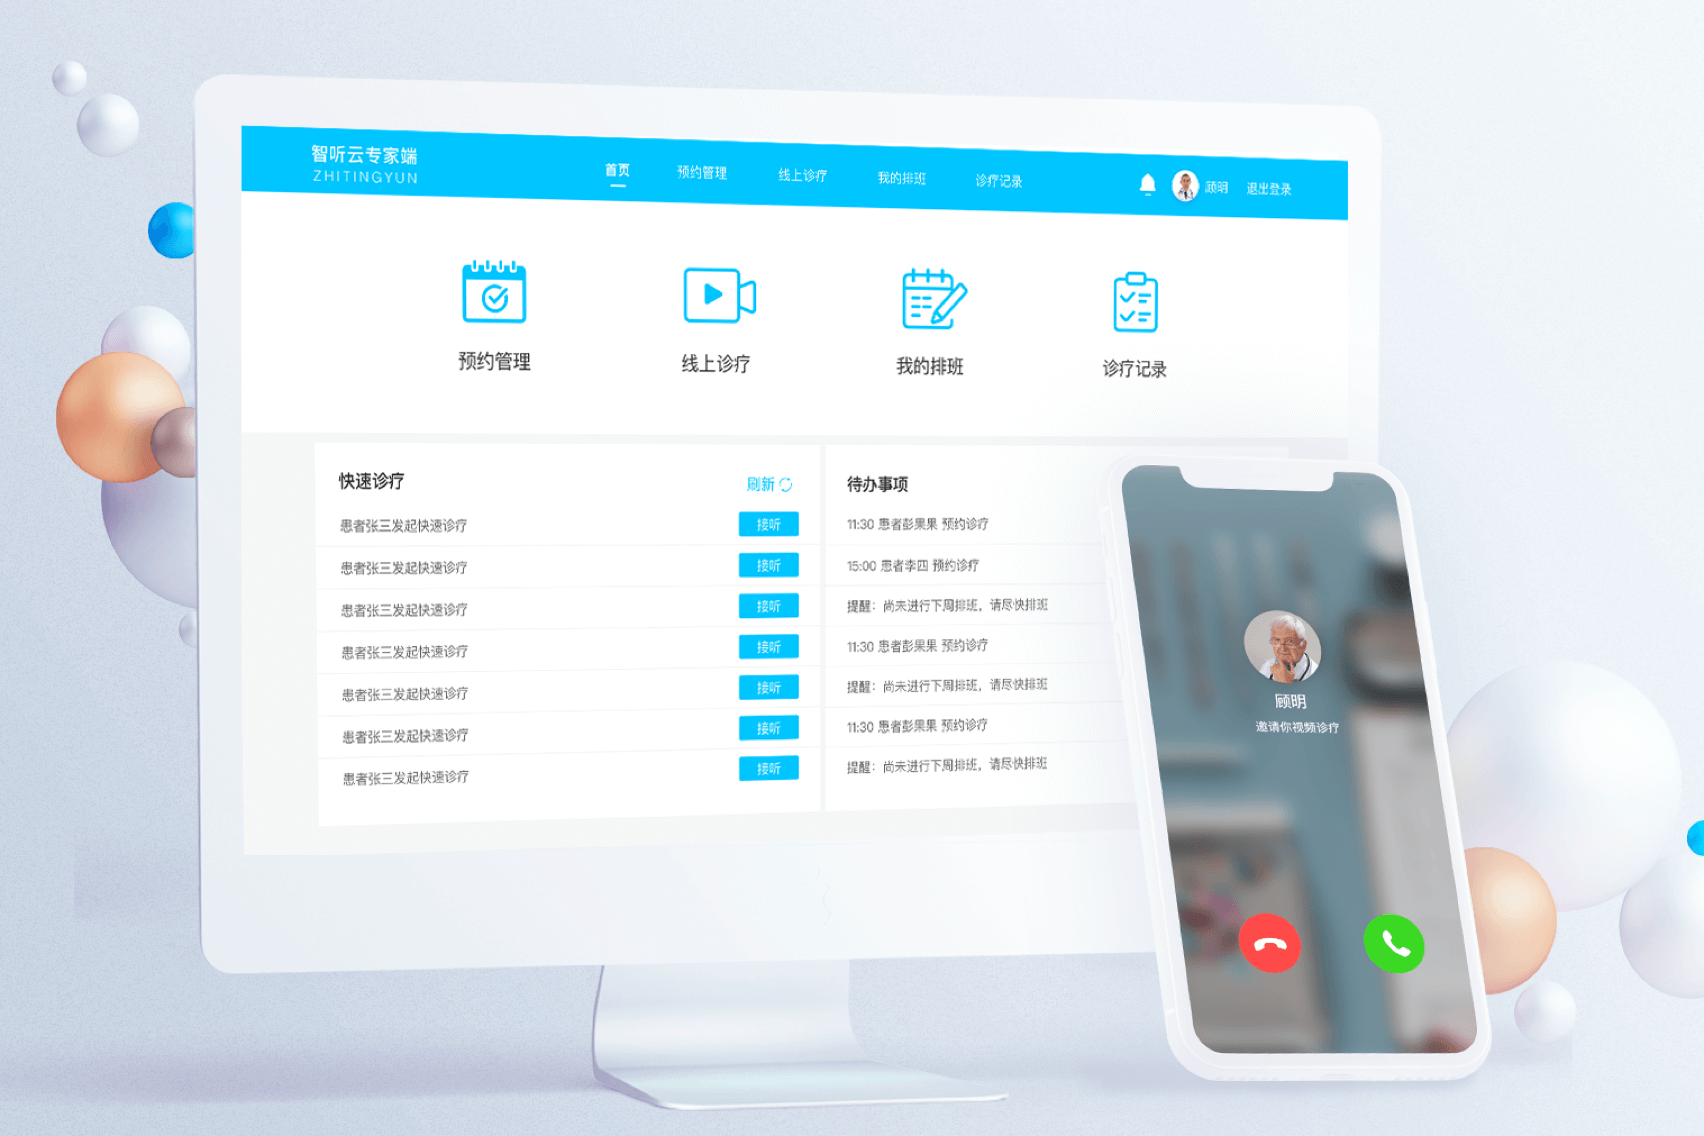 智听云专家端
ZHITINGYUN
首页 预约管理 线上诊疗 我的排班 诊疗记录 顾明 退出登录
预约管理 线上诊疗 我的排班 诊疗记录
快速诊疗 刷新
患者张三发起快速诊疗 接听
患者张三发起快速诊疗 接听
患者张三发起快速诊疗 接听
患者张三发起快速诊疗 接听
患者张三发起快速诊疗 接听
患者张三发起快速诊疗 接听
患者张三发起快速诊疗 接听
待办事项
11:30 患者彭果果 预约诊疗
15:00 患者李四 预约诊疗
提醒：尚未进行下周排班，请尽快排班
11:30 患者彭果果 预约诊疗
提醒：尚未进行下周排班，请尽快排班
11:30 患者彭果果 预约诊疗
提醒：尚未进行下周排班，请尽快排班
顾明
邀请你视频诊疗